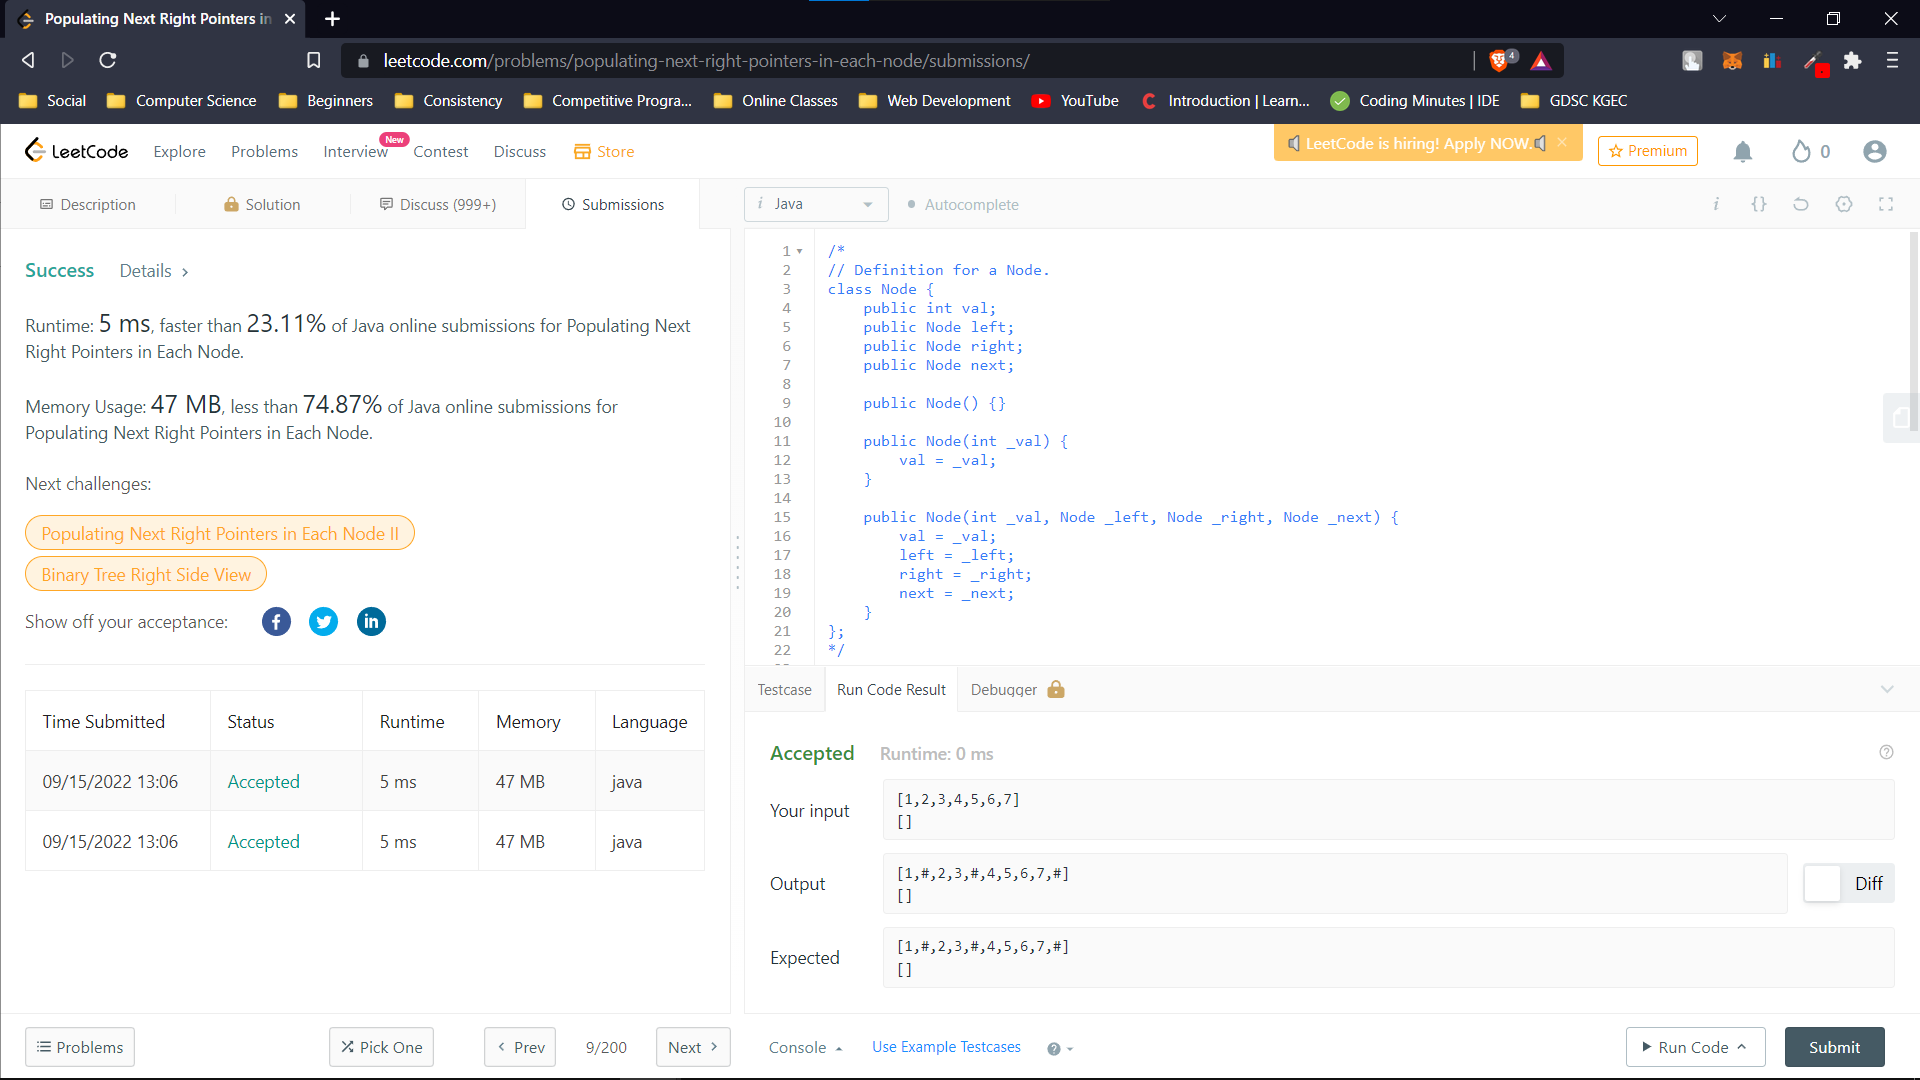 Populating Next Right Pointers in
leetcode.com/problems/populating-next-right-pointers-in-each-node/submissions/
4
Social Computer Science Beginners Consistency Competitive Progra... Online Classes Web Development YouTube Introduction | Learn... Coding Minutes | IDE GDSC KGEC
LeetCode Explore Problems Interview New Contest Discuss Store LeetCode is hiring! Apply NOW. Premium 0
Description Solution Discuss (999+) Submissions
i Java Autocomplete i {}
Success Details >
Runtime: 5 ms, faster than 23.11% of Java online submissions for Populating Next
Right Pointers in Each Node.
Memory Usage: 47 MB, less than 74.87% of Java online submissions for
Populating Next Right Pointers in Each Node.
Next challenges:
Populating Next Right Pointers in Each Node II
Binary Tree Right Side View
Show off your acceptance: f in
Time Submitted Status Runtime Memory Language
09/15/2022 13:06 Accepted 5 ms 47 MB java
09/15/2022 13:06 Accepted 5 ms 47 MB java
1 /*
2 // Definition for a Node.
3 class Node {
4 public int val;
5 public Node left;
6 public Node right;
7 public Node next;
8
9 public Node() {}
10
11 public Node(int _val) {
12 val = _val;
13 }
14
15 public Node(int _val, Node _left, Node _right, Node _next) {
16 val = _val;
17 left = _left;
18 right = _right;
19 next = _next;
20 }
21 };
22 */
Testcase Run Code Result Debugger
Accepted Runtime: 0 ms
Your input
[1,2,3,4,5,6,7]
[]
Output
[1,#,2,3,#,4,5,6,7,#]
[]
Diff
Expected
[1,#,2,3,#,4,5,6,7,#]
[]
Problems Pick One < Prev 9/200 Next > Console Use Example Testcases ? Run Code Submit